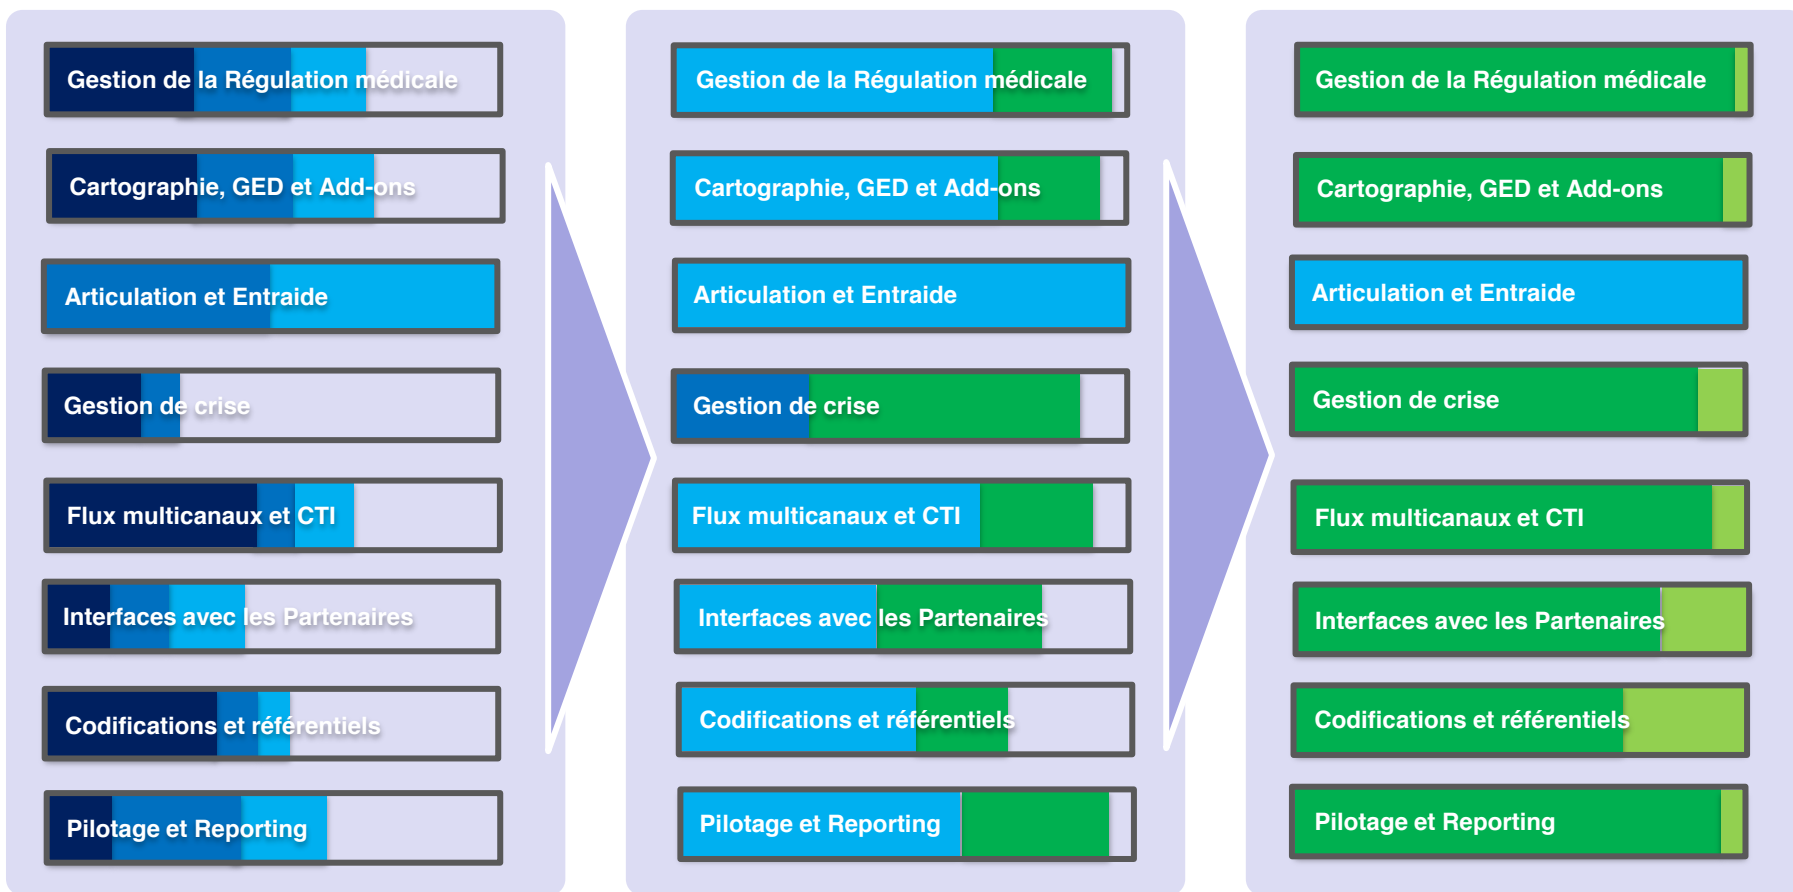 Gestion de la Régulation médicale
Cartographie, GED et Add-ons
Articulation et Entraide
Gestion de crise
Flux multicanaux et CTI
Interfaces avec les Partenaires
Codifications et référentiels
Pilotage et Reporting
Gestion de la Régulation médicale
Cartographie, GED et Add-ons
Articulation et Entraide
Gestion de crise
Flux multicanaux et CTI
Interfaces avec les Partenaires
Codifications et référentiels
Pilotage et Reporting
Gestion de la Régulation médicale
Cartographie, GED et Add-ons
Articulation et Entraide
Gestion de crise
Flux multicanaux et CTI
Interfaces avec les Partenaires
Codifications et référentiels
Pilotage et Reporting